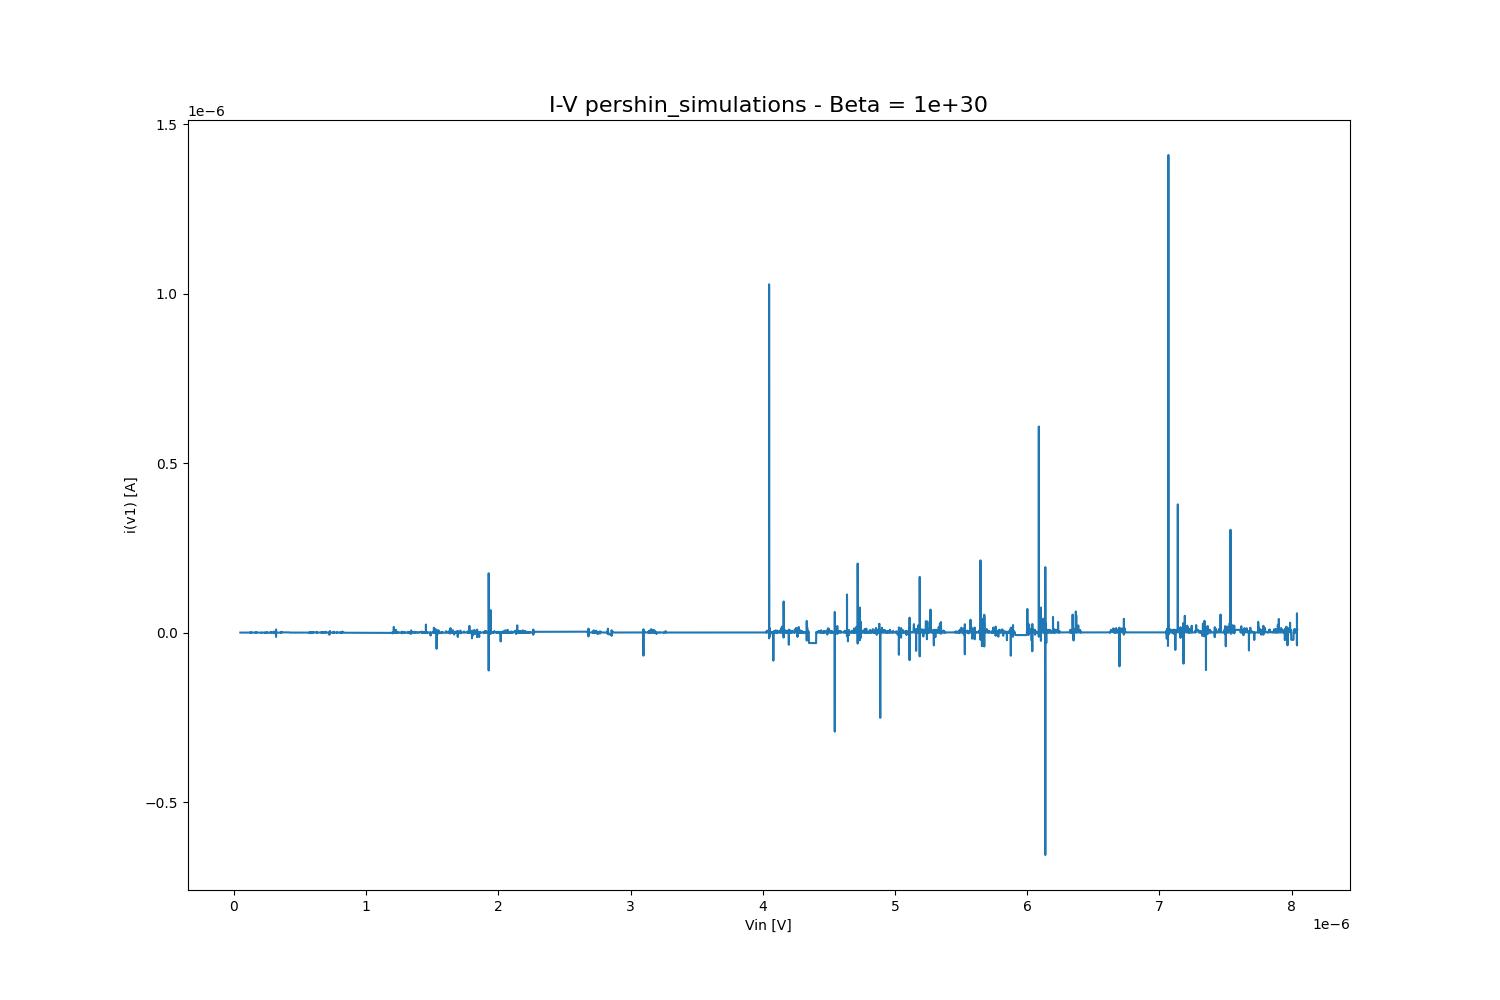 I-V pershin_simulations - Beta = 1e+30
1e−6
1.5
1.0
0.5
0.0
−0.5
i(v1) [A]
0 1 2 3 4 5 6 7 8
Vin [V]
1e−6